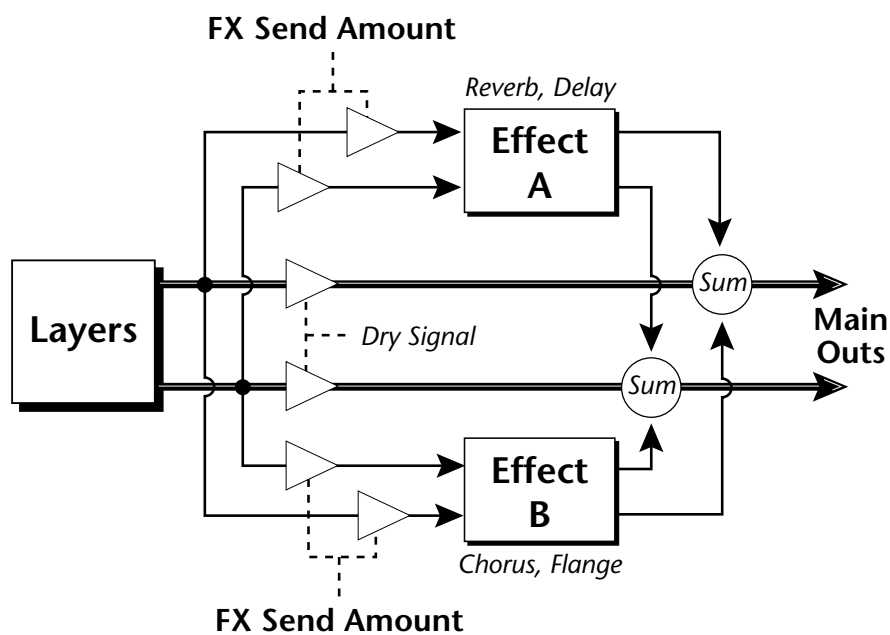 FX Send Amount
Reverb, Delay
Effect
A
Layers
Sum
Dry Signal
Main
Outs
Sum
Effect
B
Chorus, Flange
FX Send Amount